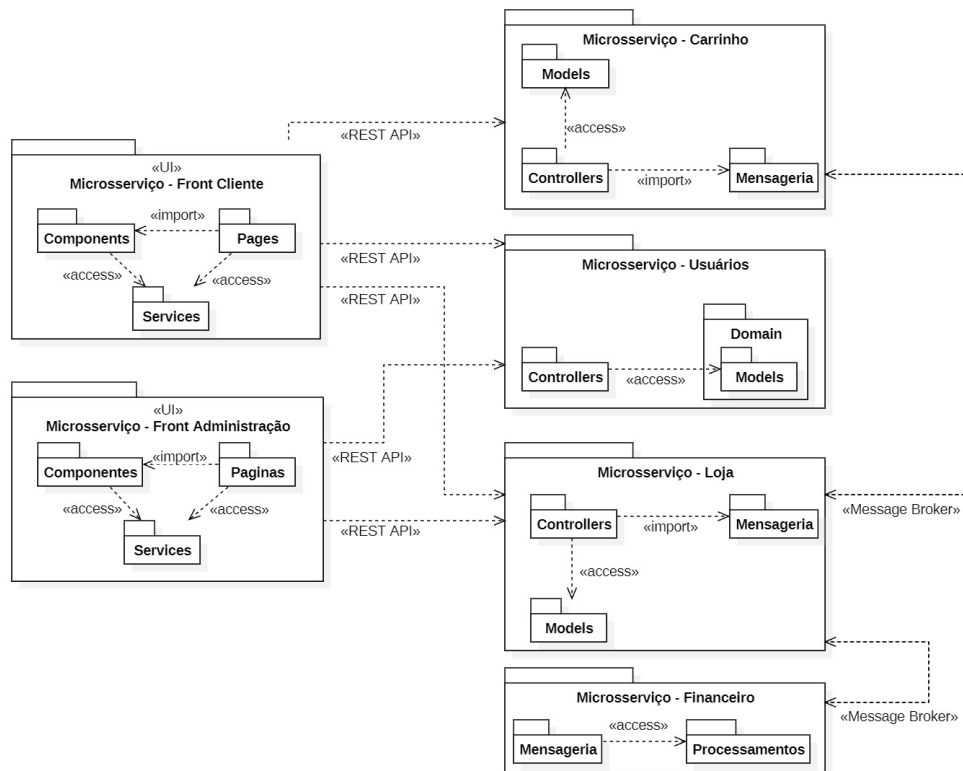 «UI»
Microsserviço - Front Cliente
Components
«import»
Pages
«access»
«access»
Services
«UI»
Microsserviço - Front Administração
Componentes
«import»
Paginas
«access»
«access»
Services
«REST API»
«REST API»
«REST API»
«REST API»
«REST API»
Microsserviço - Carrinho
Models
«access»
Controllers
«import»
Mensageria
Microsserviço - Usuários
Domain
Controllers
«access»
Models
Microsserviço - Loja
Controllers
«import»
Mensageria
«access»
Models
«Message Broker»
Microsserviço - Financeiro
Mensageria
«access»
Processamentos
«Message Broker»